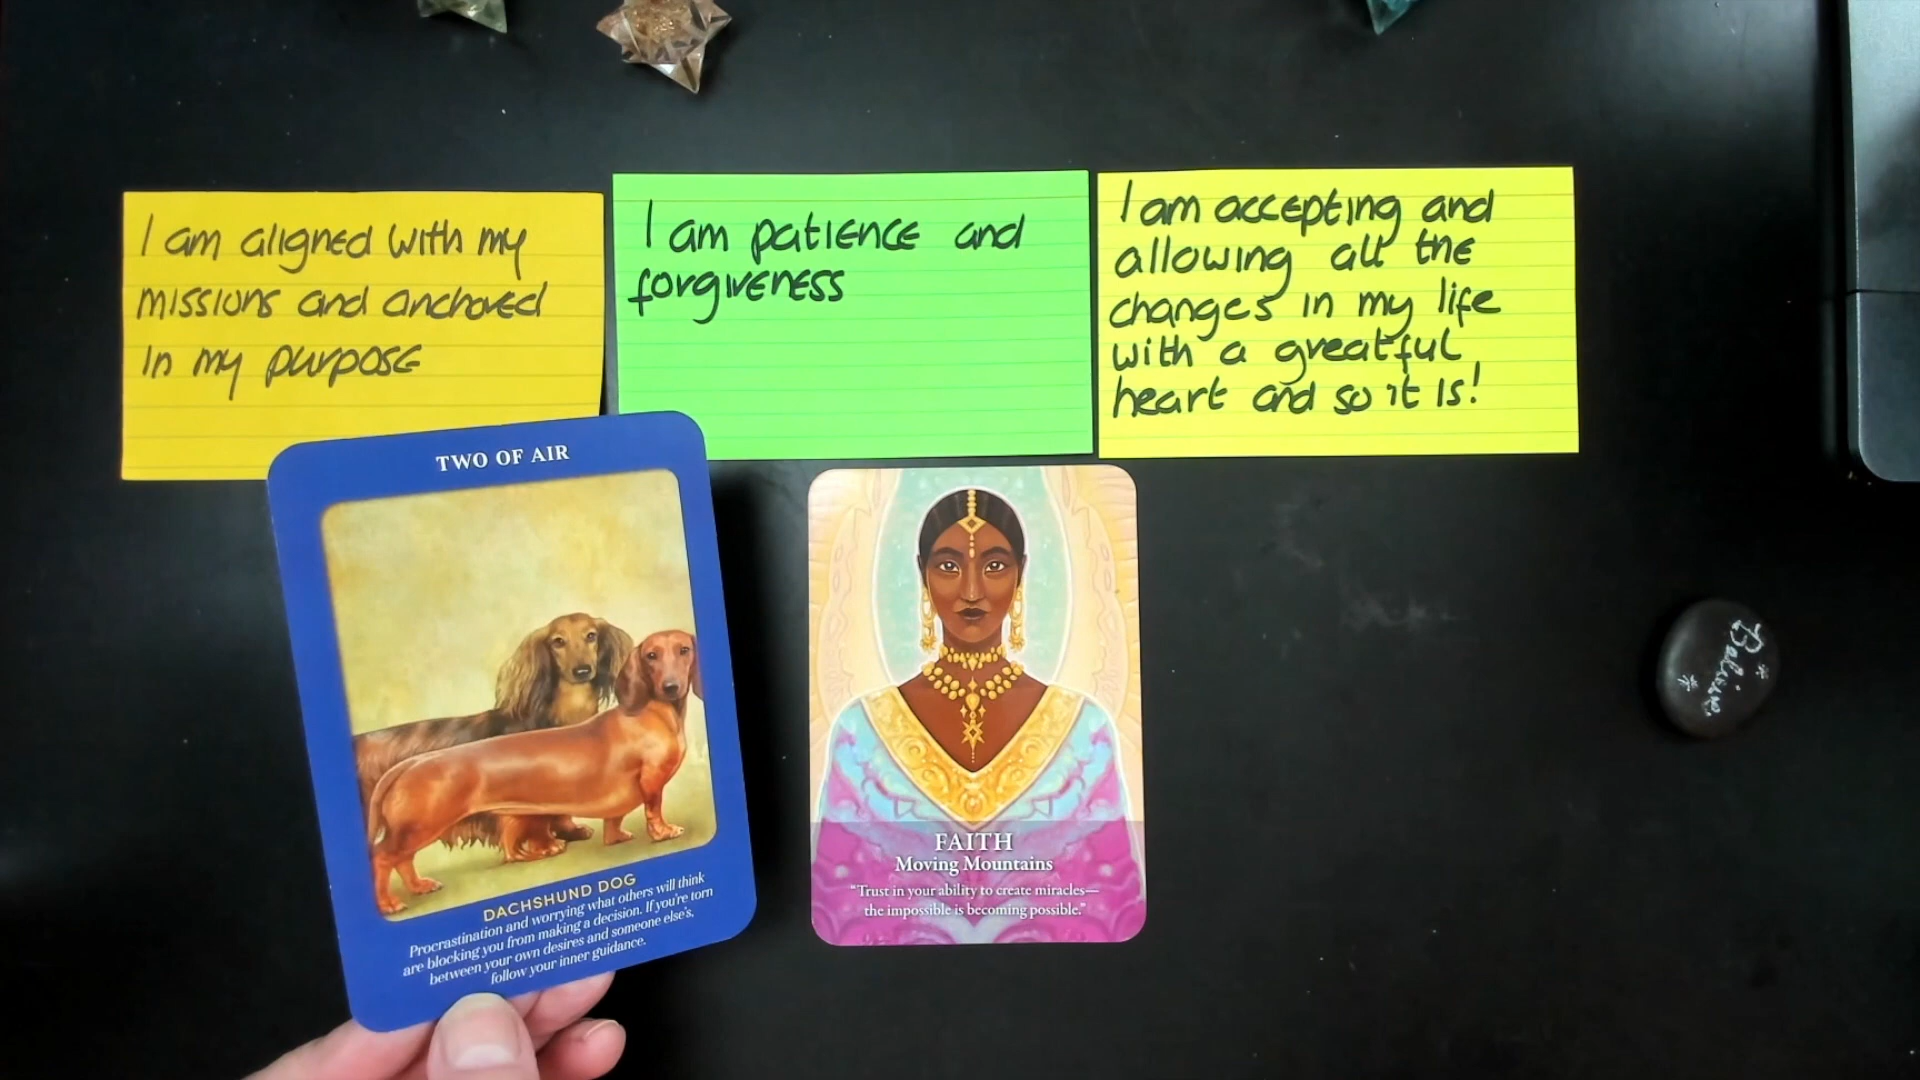 I am aligned with my
missions and anchored
in my purpose
I am patience and
forgiveness
I am accepting and
allowing all the
changes in my life
with a greatful
heart and so it is!
TWO OF AIR
DACHSHUND DOG
Procrastination and worrying what others will think
are blocking you from making a decision. If you're torn
between your own desires and someone else's,
follow your inner guidance.
FAITH
Moving Mountains
"Trust in your ability to create miracles—
the impossible is becoming possible."
Believe